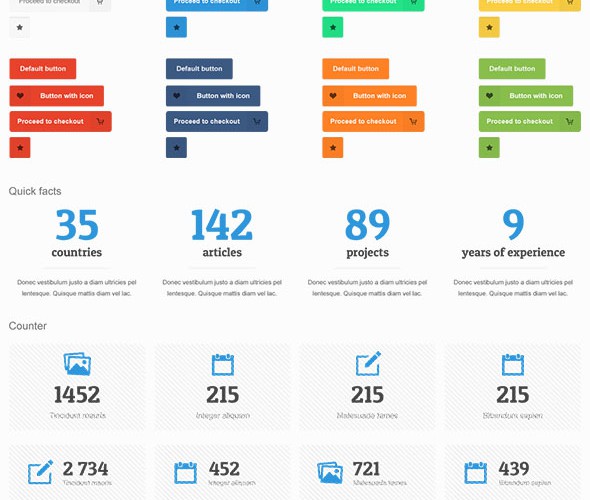 Proceed to checkout Proceed to checkout Proceed to checkout Proceed to checkout
Default button Default button Default button Default button
Button with icon Button with icon Button with icon Button with icon
Proceed to checkout Proceed to checkout Proceed to checkout Proceed to checkout
Quick facts
35 142 89 9
countries articles projects years of experience
Donec vestibulum justo a diam ultricies pel Donec vestibulum justo a diam ultricies pel Donec vestibulum justo a diam ultricies pel Donec vestibulum justo a diam ultricies pel
lentesque. Quisque mattis diam vel lac. lentesque. Quisque mattis diam vel lac. lentesque. Quisque mattis diam vel lac. lentesque. Quisque mattis diam vel lac.
Counter
1452 215 215 215
Tincidunt mauris Integer aliquam Malesuada fames Bibendum sapien
2 734 452 721 439
Tincidunt mauris Integer aliquam Malesuada fames Bibendum sapien